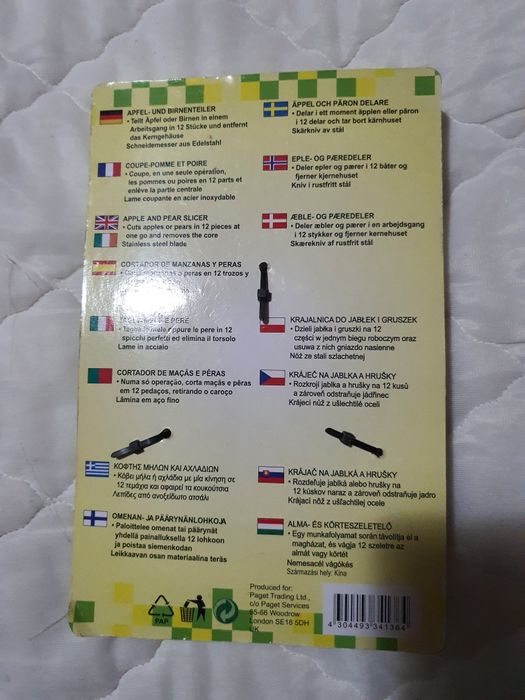 APFEL- UND BIRNENTEILER
• Teilt Äpfel oder Birnen in einem
Arbeitsgang in 12 Stücke und entfernt
das Kerngehäuse
Schneidemesser aus Edelstahl
COUPE-POMME ET POIRE
• Coupe, en une seule opération,
les pommes ou poires en 12 parts et
enlève la partie centrale
Lame coupante en acier inoxydable
APPLE AND PEAR SLICER
• Cuts apples or pears in 12 pieces at
one go and removes the core
Stainless steel blade
CORTADOR DE MANZANAS Y PERAS
manzanas o peras en 12 trozos y
E PERE
mele oppure le pere in 12
spicchi perfetti ed elimina il torsolo
Lame in acciaio
CORTADOR DE MAÇÃS E PÊRAS
• Numa só operação, corta maçãs e pêras
em 12 pedaços, retirando o caroço
Lâmina em aço fino
ΚΟΦΤΗΣ ΜΗΛΩΝ ΚΑΙ ΑΧΛΑΔΙΩΝ
• Κόβει μήλα ή αχλάδια με μία κίνηση σε
12 τεμάχια και αφαιρεί τα κουκούτσια
Λεπίδες από ανοξείδωτο ατσάλι
OMENAN- JA PÄÄRYNÄNLOHKOJA
• Paloittelee omenat tai päärynät
yhdellä painalluksella 12 lohkoon
ja poistaa siemenkodan
Leikkaavan osan materiaalina teräs
ÄPPEL OCH PÄRON DELARE
• Delar i ett moment äpplen eller päron
i 12 delar och tar bort kärnhuset
Skärkniv av stål
EPLE- OG PÆREDELER
• Deler epler og pærer i 12 båter og
fjerner kjernehuset
Kniv i rustfritt stål
ÆBLE- OG PÆREDELER
• Deler æbler og pærer i en arbejdsgang
i 12 stykker og fjerner kernehuset
Skærekniv af rustfrit stål
KRAJALNICA DO JABŁEK I GRUSZEK
• Dzieli jabłka i gruszki na 12
części w jednym biegu roboczym oraz
usuwa z nich gniazdo nasienne
Nóż ze stali szlachetnej
KRÁJEČ NA JABLKA A HRUŠKY
• Rozkrojí jablka a hrušky na 12 kusů
a zároveň odstraňuje jádřinec
Krájecí nůž z ušlechtilé oceli
KRÁJAČ NA JABLKÁ A HRUŠKY
• Rozdeľuje jablká alebo hrušky na
12 kúskov naraz a zároveň odstraňuje jadro
Krájací nôž z ušľachtilej ocele
ALMA- ÉS KÖRTESZELETELŐ
• Egy munkafolyamat során távolítja el a
magházat, és vágja 12 szeletre az
almát vagy körtét
Nemesacél vágókés
Származási hely: Kína
PAP
Produced for:
Paget Trading Ltd.,
c/o Paget Services
65-66 Woodrow
London SE18 5DH
UK
4 304493 341364